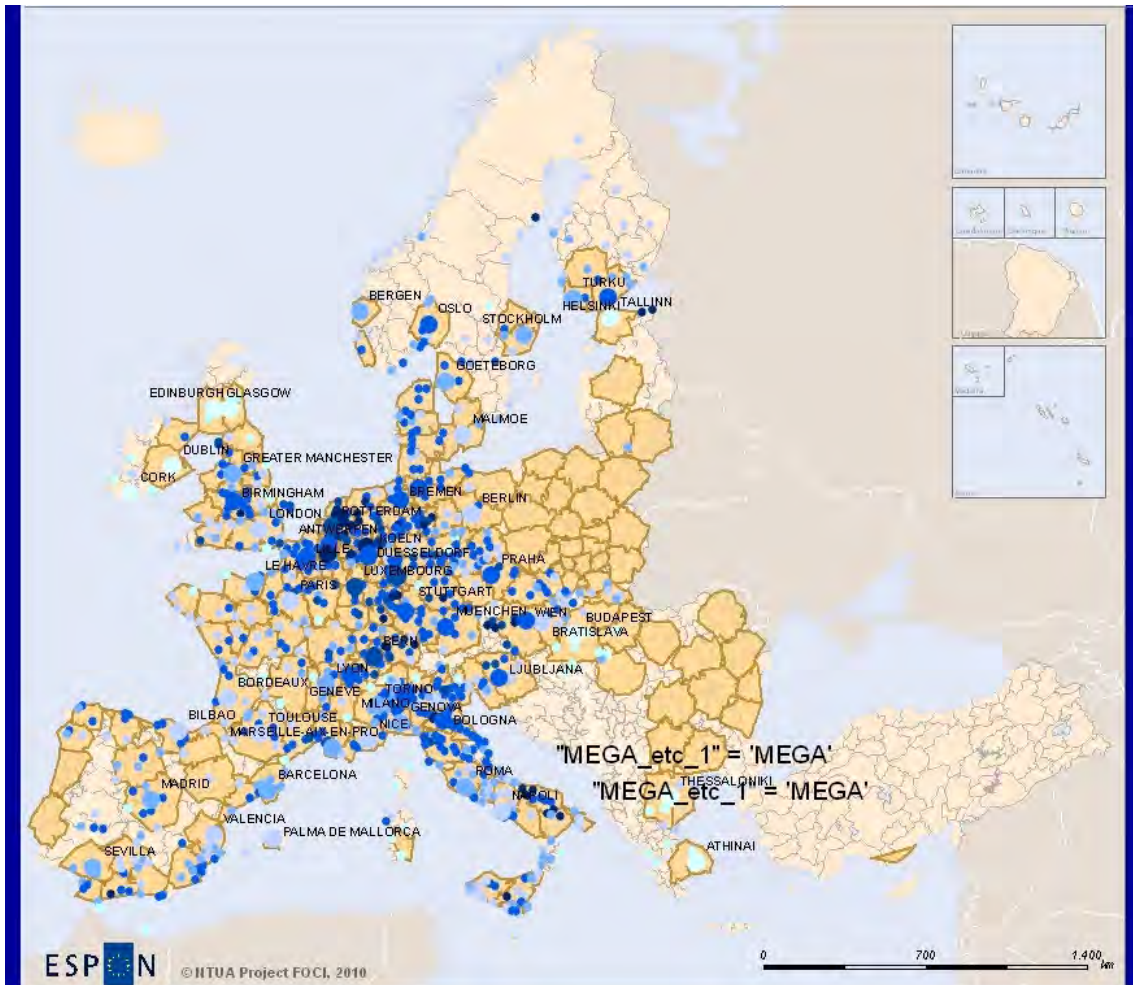 BERGEN
OSLO
TURKU
HELSINKI
TALLINN
STOCKHOLM
GOETEBORG
EDINBURGH
GLASGOW
MALMOE
DUBLIN
GREATER MANCHESTER
CORK
BIRMINGHAM
BREMEN
BERLIN
LONDON
ROTTERDAM
ANTWERPEN
KOELN
LILLE
DUESSELDORF
LE HAVRE
LUXEMBOURG
PRAHA
PARIS
STUTTGART
MUENCHEN
WIEN
BUDAPEST
BRATISLAVA
BERN
LYON
LJUBLJANA
BORDEAUX
GENEVE
TORINO
MILANO
GENOVA
BILBAO
TOULOUSE
NICE
BOLOGNA
MARSEILLE-AIX-EN-PRO
"MEGA_etc_1" = 'MEGA'
ROMA
BARCELONA
MADRID
THESSALONIKI
"MEGA_etc_1" = 'MEGA'
NAPOLI
VALENCIA
PALMA DE MALLORCA
SEVILLA
ATHINAI
ESPON
© NTUA Project FOCI, 2010
0 700 1.400 km